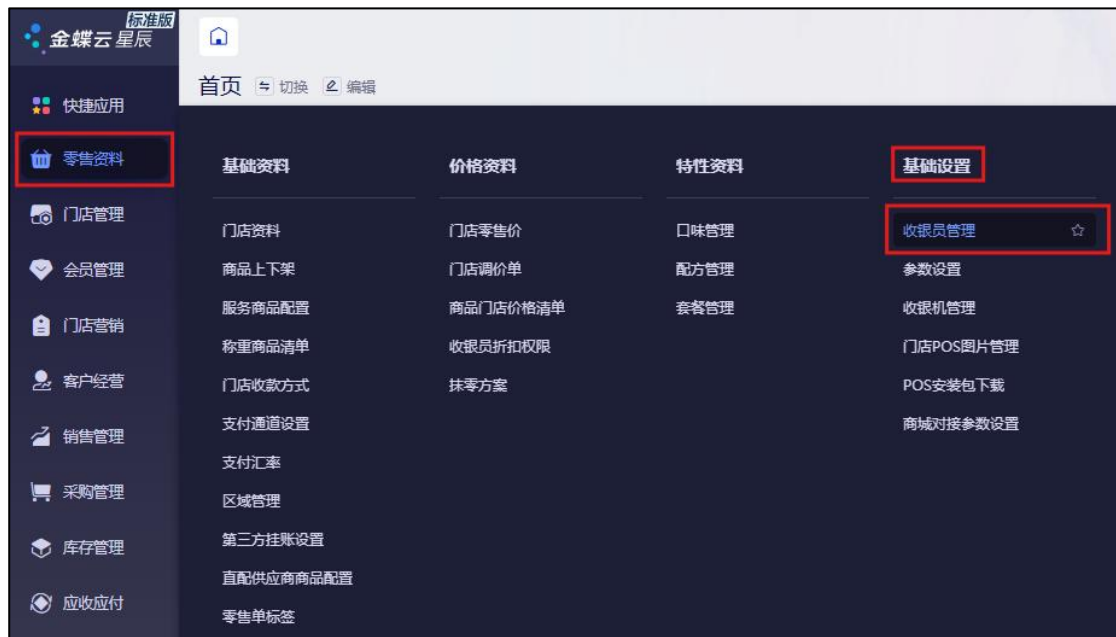 标准版
金蝶云星辰
首页 切换 编辑
快捷应用
零售资料
门店管理
会员管理
门店营销
客户经营
销售管理
采购管理
库存管理
应收应付
基础资料
门店资料
商品上下架
服务商品配置
称重商品清单
门店收款方式
支付通道设置
支付汇率
区域管理
第三方挂账设置
直配供应商商品配置
零售单标签
价格资料
门店零售价
门店调价单
商品门店价格清单
收银员折扣权限
抹零方案
特性资料
口味管理
配方管理
套餐管理
基础设置
收银员管理
参数设置
收银机管理
门店POS图片管理
POS安装包下载
商城对接参数设置